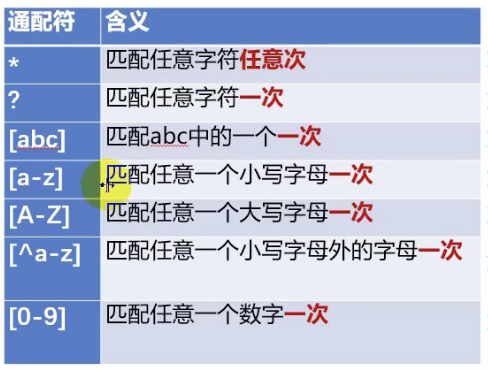 通配符 含义
* 匹配任意字符任意次
? 匹配任意字符一次
[abc] 匹配abc中的一个一次
[a-z] 匹配任意一个小写字母一次
[A-Z] 匹配任意一个大写字母一次
[^a-z] 匹配任意一个小写字母外的字母一次
[0-9] 匹配任意一个数字一次